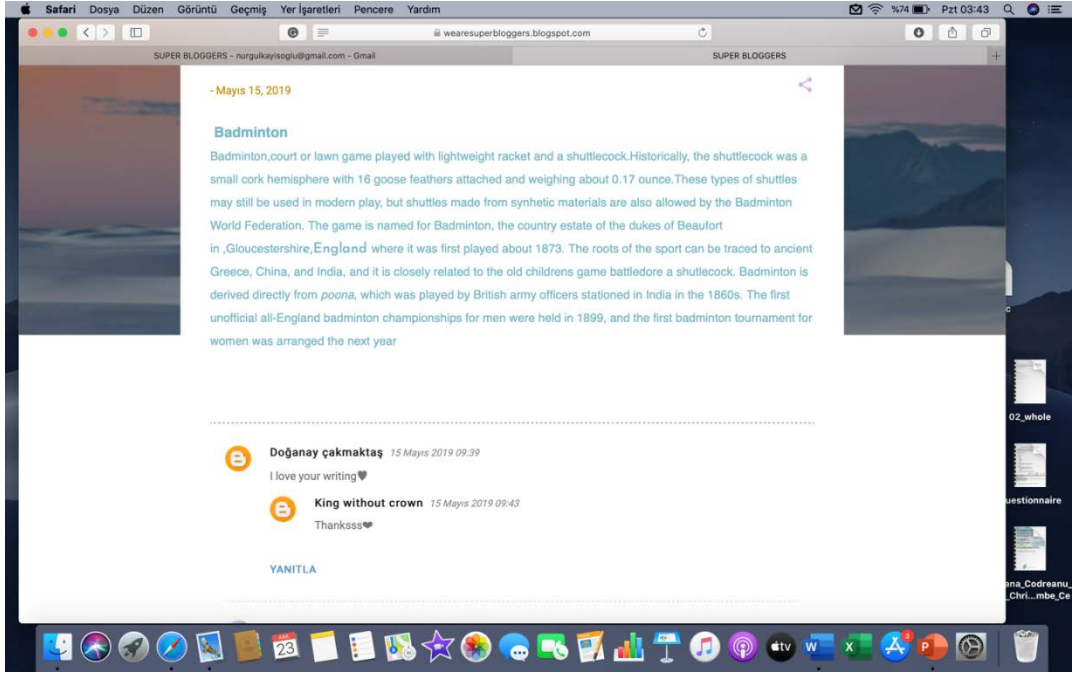 Safari Dosya Düzen Görüntü Geçmiş Yer İşaretleri Pencere Yardım %74 Pzt 03:43
wearesuperbloggers.blogspot.com
SUPER BLOGGERS - nurgulkayisoglu@gmail.com - Gmail SUPER BLOGGERS
- Mayıs 15, 2019
Badminton
Badminton,court or lawn game played with lightweight racket and a shuttlecock.Historically, the shuttlecock was a
small cork hemisphere with 16 goose feathers attached and weighing about 0.17 ounce.These types of shuttles
may still be used in modern play, but shuttles made from synhetic materials are also allowed by the Badminton
World Federation. The game is named for Badminton, the country estate of the dukes of Beaufort
in ,Gloucestershire,England where it was first played about 1873. The roots of the sport can be traced to ancient
Greece, China, and India, and it is closely related to the old childrens game battledore a shutlecock. Badminton is
derived directly from poona, which was played by British army officers stationed in India in the 1860s. The first
unofficial all-England badminton championships for men were held in 1899, and the first badminton tournament for
women was arranged the next year
Doğanay çakmaktaş 15 Mayıs 2019 09:39
I love your writing🖤
King without crown 15 Mayıs 2019 09:43
Thanksss❤
YANITLA
c
02_whole
uestionnaire
ana_Codreanu_
_Chri...mbe_Ce
23
tv
W
X
3
P